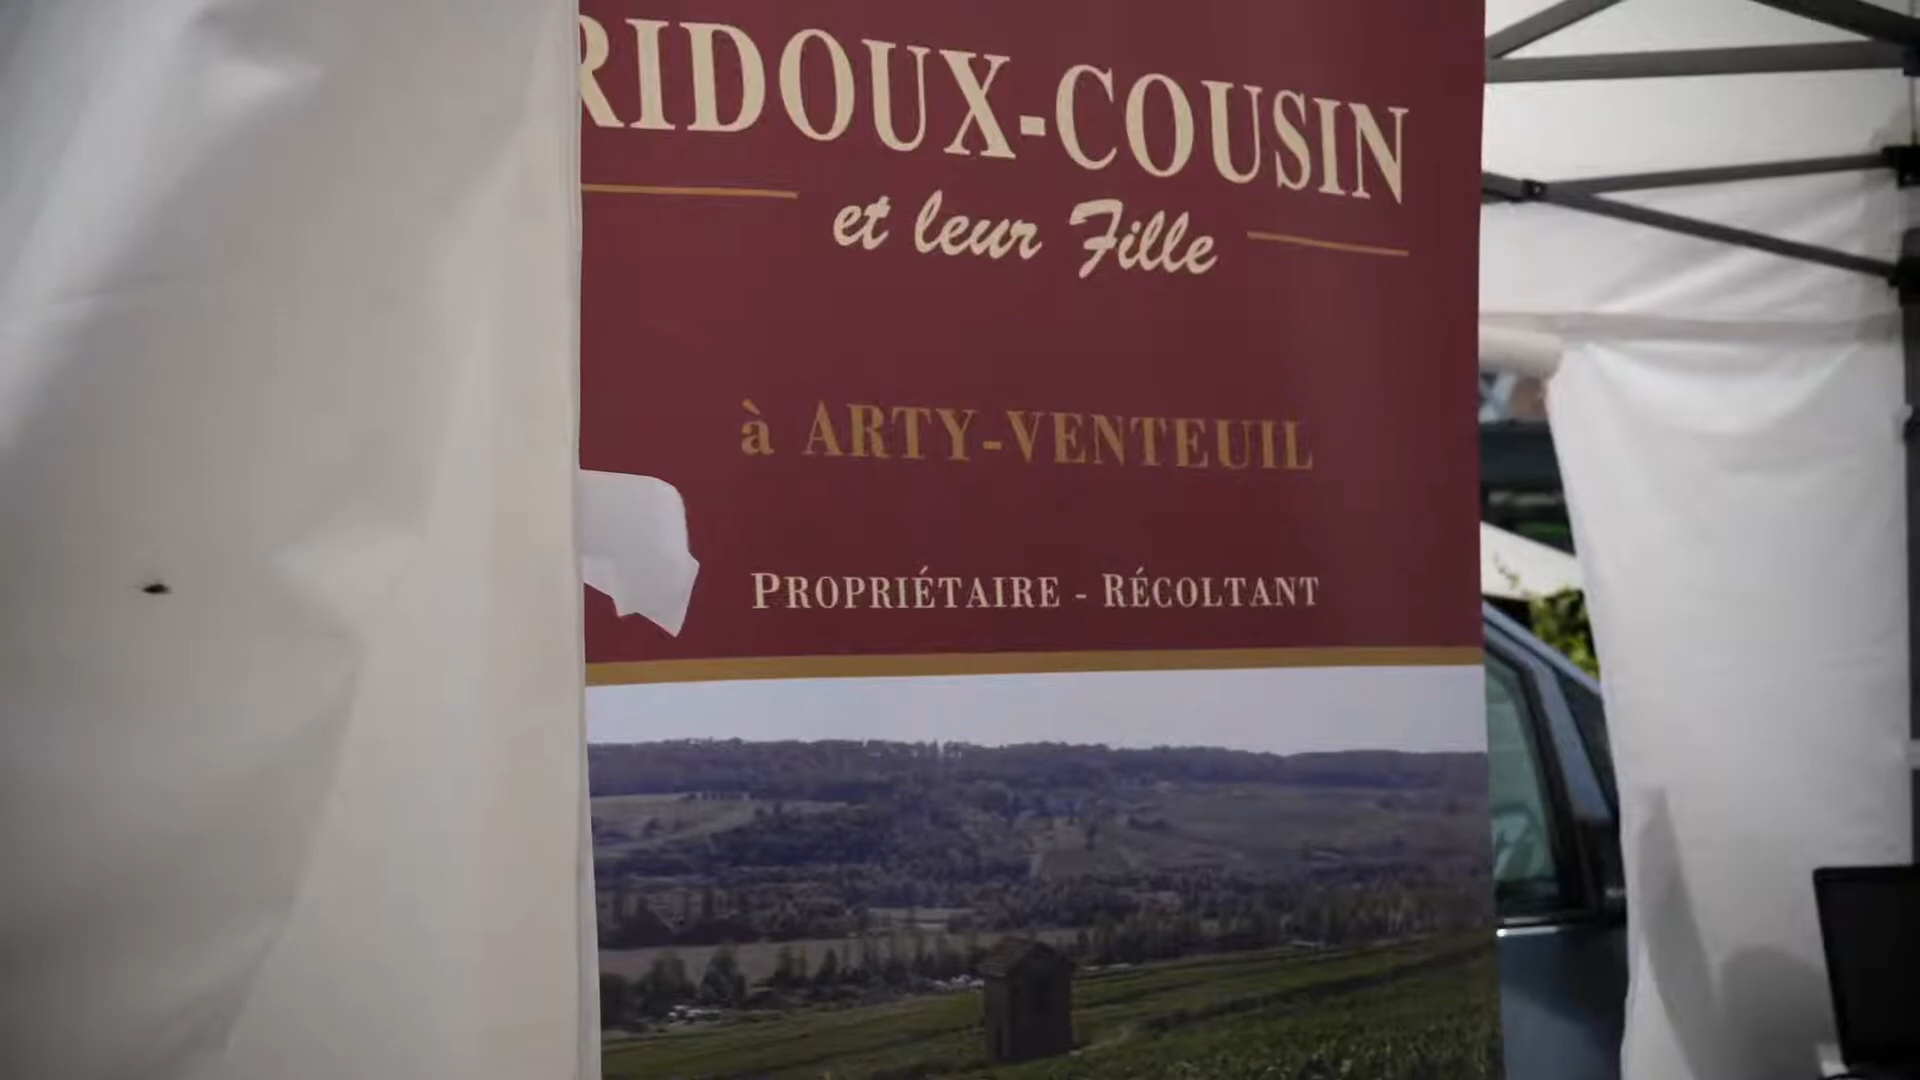 RIDOUX-COUSIN
et leur Fille
à ARTY-VENTEUIL
PROPRIÉTAIRE - RÉCOLTANT